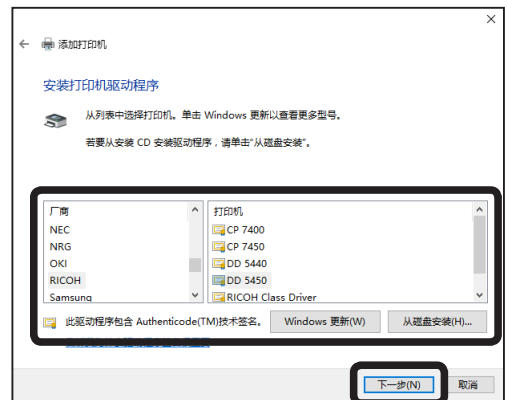 添加打印机
安装打印机驱动程序
从列表中选择打印机。单击 Windows 更新以查看更多型号。
若要从安装 CD 安装驱动程序，请单击“从磁盘安装”。
厂商
NEC
NRG
OKI
RICOH
Samsung
打印机
CP 7400
CP 7450
DD 5440
DD 5450
RICOH Class Driver
此驱动程序包含 Authenticode(TM)技术签名。
Windows 更新(W)
从磁盘安装(H)...
下一步(N)
取消